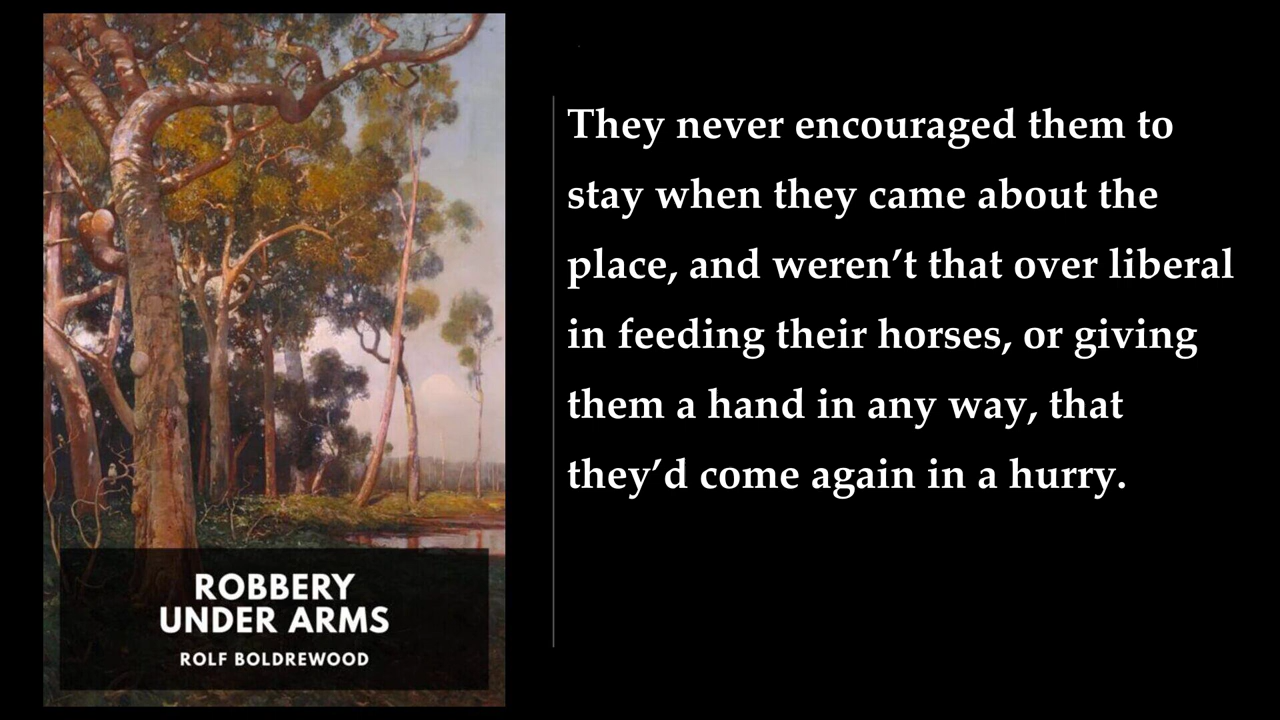 They never encouraged them to
stay when they came about the
place, and weren’t that over liberal
in feeding their horses, or giving
them a hand in any way, that
they’d come again in a hurry.
ROBBERY
UNDER ARMS
ROLF BOLDREWOOD